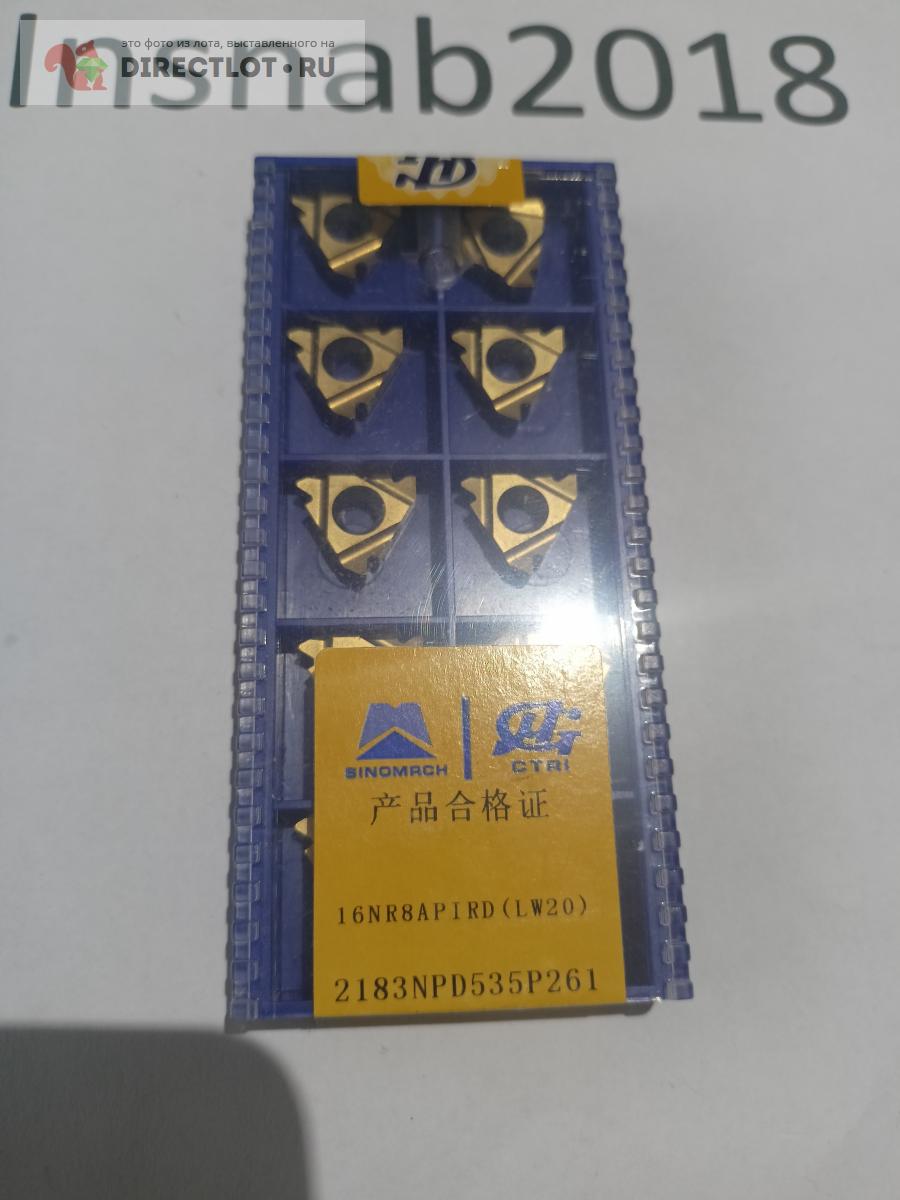 Insnab2018
это фото из лота, выставленного на
DIRECTLOT.RU
SINOMACH
CTRI
产品合格证
16NR8APIRD(LW20)
2183NPD535P261